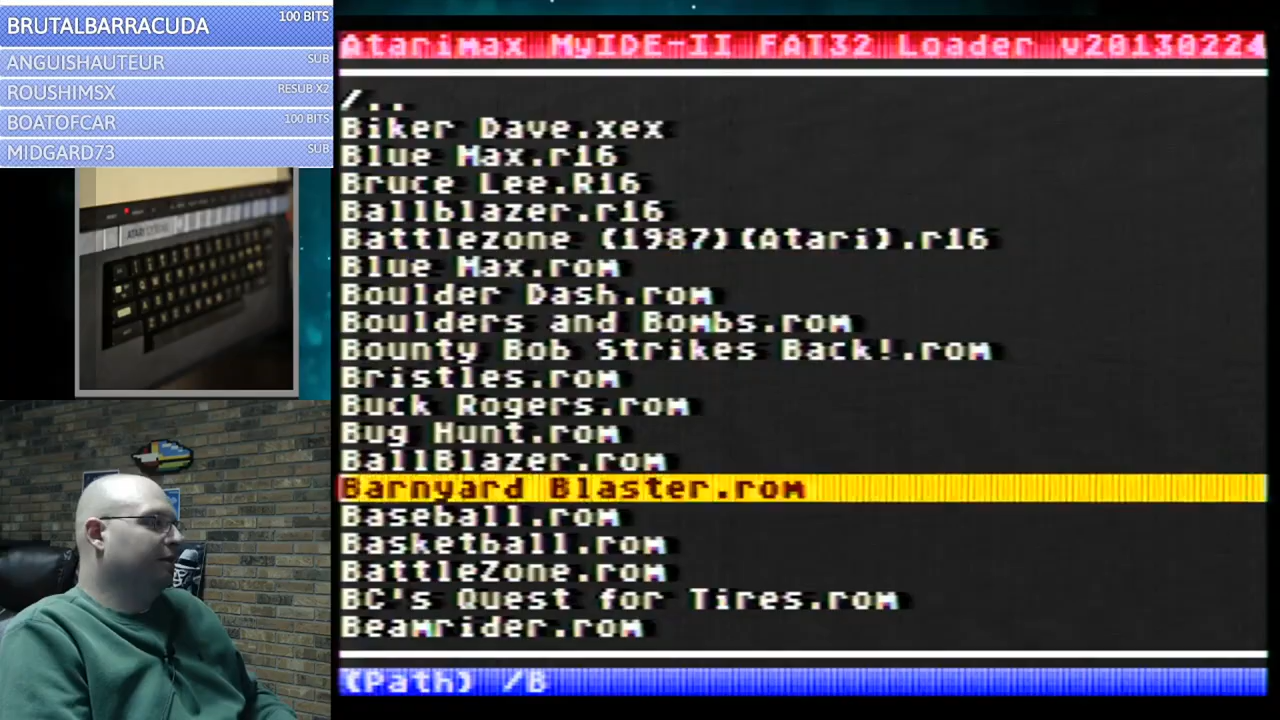 BRUTALBARRACUDA 100 BITS
ANGUISHAUTEUR SUB
ROUSHIMSX RESUB X2
BOATOFCAR 100 BITS
MIDGARD73 SUB
Atarimax MyIDE-II FAT32 Loader v20130224
/..
Biker Dave.xex
Blue Max.r16
Bruce Lee.R16
Ballblazer.r16
Battlezone (1987)(Atari).r16
Blue Max.rom
Boulder Dash.rom
Boulders and Bombs.rom
Bounty Bob Strikes Back!.rom
Bristles.rom
Buck Rogers.rom
Bug Hunt.rom
BallBlazer.rom
Barnyard Blaster.rom
Baseball.rom
Basketball.rom
BattleZone.rom
BC's Quest for Tires.rom
Beamrider.rom
(Path) /B